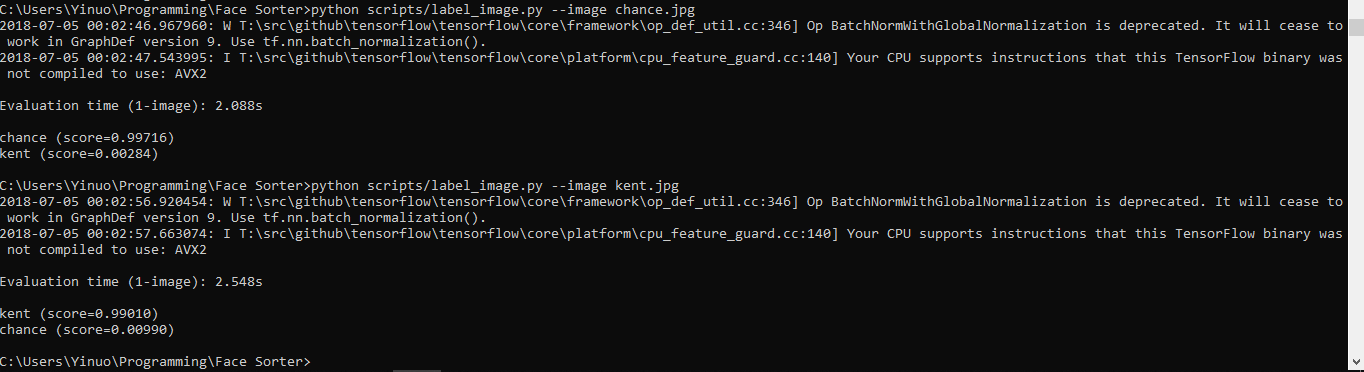 C:\Users\Yinuo\Programming\Face Sorter>python scripts/label_image.py --image chance.jpg
2018-07-05 00:02:46.967960: W T:\src\github\tensorflow\tensorflow\core\framework\op_def_util.cc:346] Op BatchNormWithGlobalNormalization is deprecated. It will cease to
work in GraphDef version 9. Use tf.nn.batch_normalization().
2018-07-05 00:02:47.543995: I T:\src\github\tensorflow\tensorflow\core\platform\cpu_feature_guard.cc:140] Your CPU supports instructions that this TensorFlow binary was
not compiled to use: AVX2
Evaluation time (1-image): 2.088s
chance (score=0.99716)
kent (score=0.00284)
C:\Users\Yinuo\Programming\Face Sorter>python scripts/label_image.py --image kent.jpg
2018-07-05 00:02:56.920454: W T:\src\github\tensorflow\tensorflow\core\framework\op_def_util.cc:346] Op BatchNormWithGlobalNormalization is deprecated. It will cease to
work in GraphDef version 9. Use tf.nn.batch_normalization().
2018-07-05 00:02:57.663074: I T:\src\github\tensorflow\tensorflow\core\platform\cpu_feature_guard.cc:140] Your CPU supports instructions that this TensorFlow binary was
not compiled to use: AVX2
Evaluation time (1-image): 2.548s
kent (score=0.99010)
chance (score=0.00990)
C:\Users\Yinuo\Programming\Face Sorter>